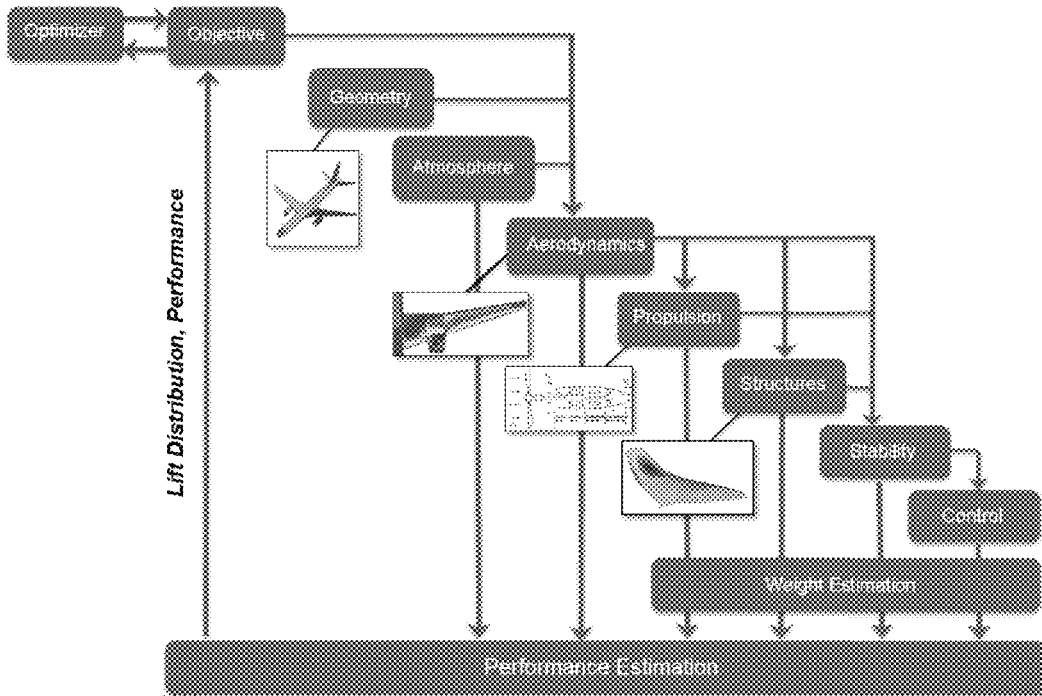 Optimizer
Objective
Geometry
Atmosphere
Aerodynamics
Propulsion
Structures
Stability
Control
Weight Estimation
Performance Estimation
Lift Distribution, Performance